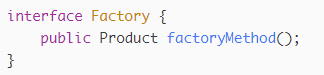 interface Factory {
    public Product factoryMethod();
}